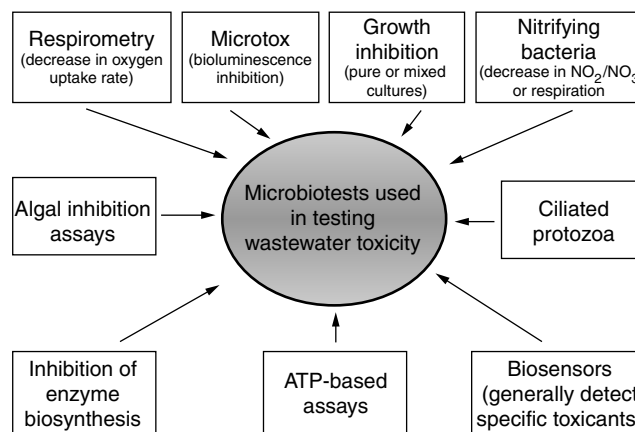 Respirometry
(decrease in oxygen
uptake rate)
Microtox
(bioluminescence
inhibition)
Growth
inhibition
(pure or mixed
cultures)
Nitrifying
bacteria
(decrease in NO₂/NO₃
or respiration
Algal inhibition
assays
Microbiotests used
in testing
wastewater toxicity
Ciliated
protozoa
Inhibition of
enzyme
biosynthesis
ATP-based
assays
Biosensors
(generally detect
specific toxicants